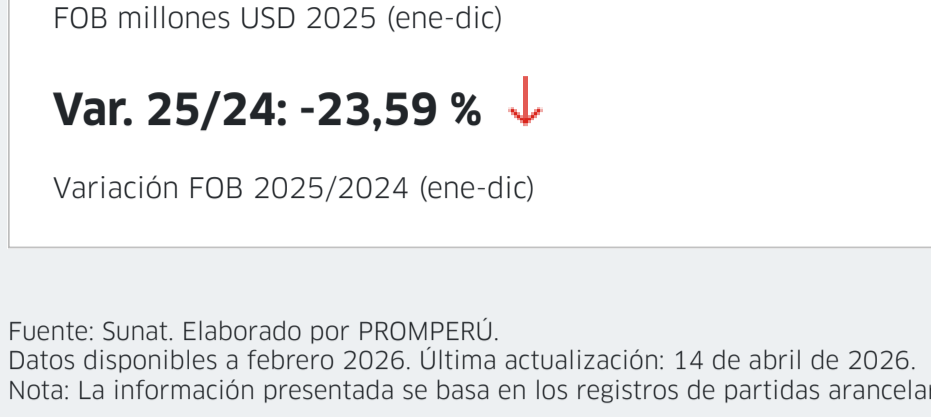 FOB millones USD 2025 (ene-dic)
Var. 25/24: -23,59 %
Variación FOB 2025/2024 (ene-dic)
Fuente: Sunat. Elaborado por PROMPERÚ.
Datos disponibles a febrero 2026. Última actualización: 14 de abril de 2026.
Nota: La información presentada se basa en los registros de partidas